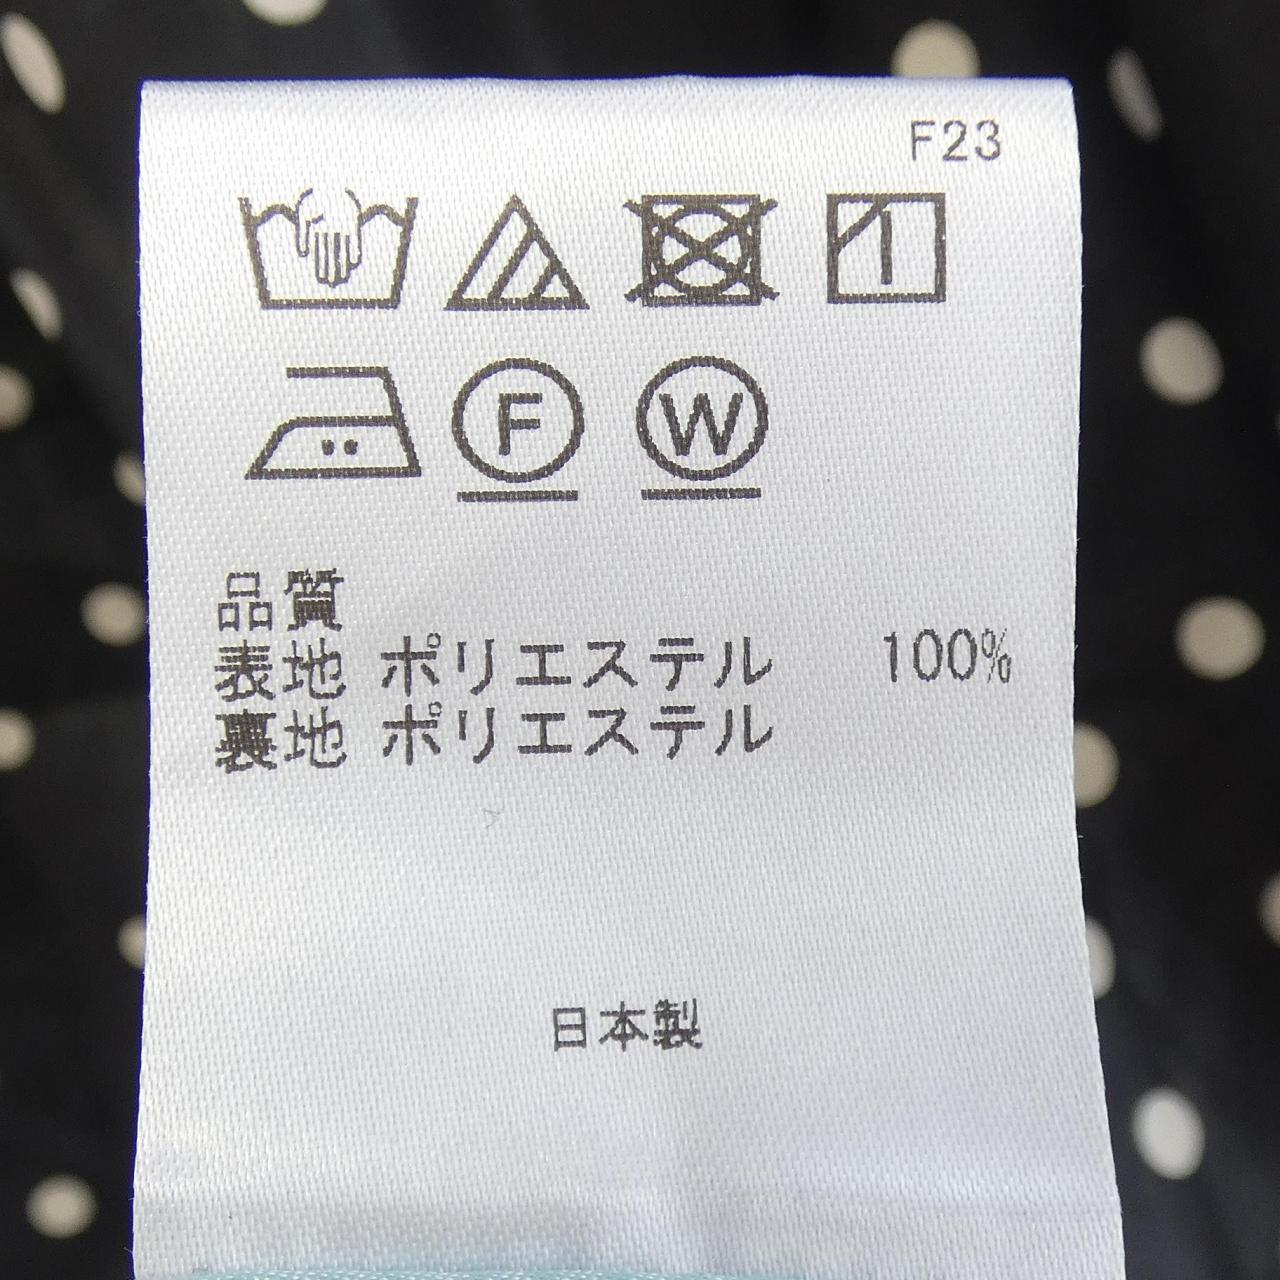 F23
F W
品質
表地 ポリエステル 100%
裏地 ポリエステル
日本製